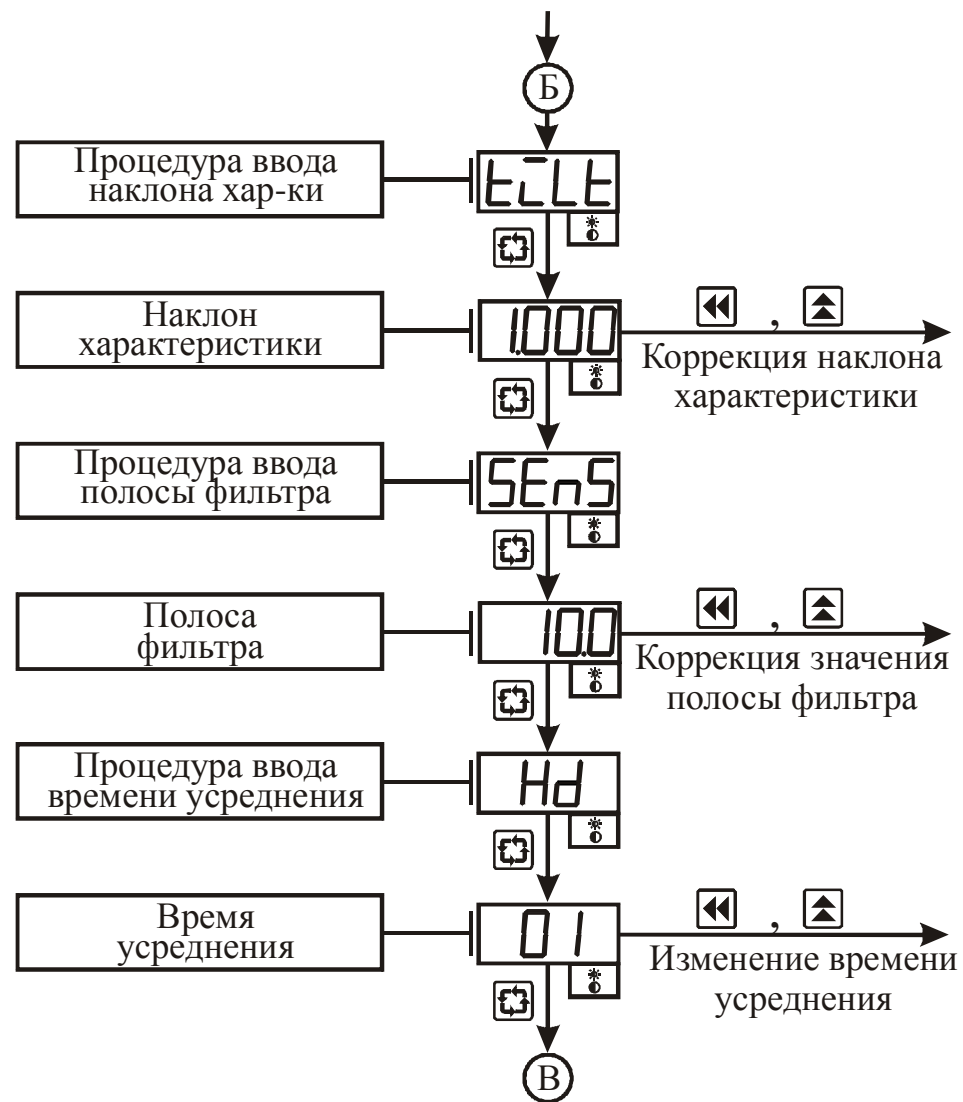 Б
Процедура ввода
наклона хар-ки
tiLt
Наклон
характеристики
1.000
,
Коррекция наклона
характеристики
Процедура ввода
полосы фильтра
SEnS
Полоса
фильтра
10.0
,
Коррекция значения
полосы фильтра
Процедура ввода
времени усреднения
Hd
Время
усреднения
01
,
Изменение времени
усреднения
В